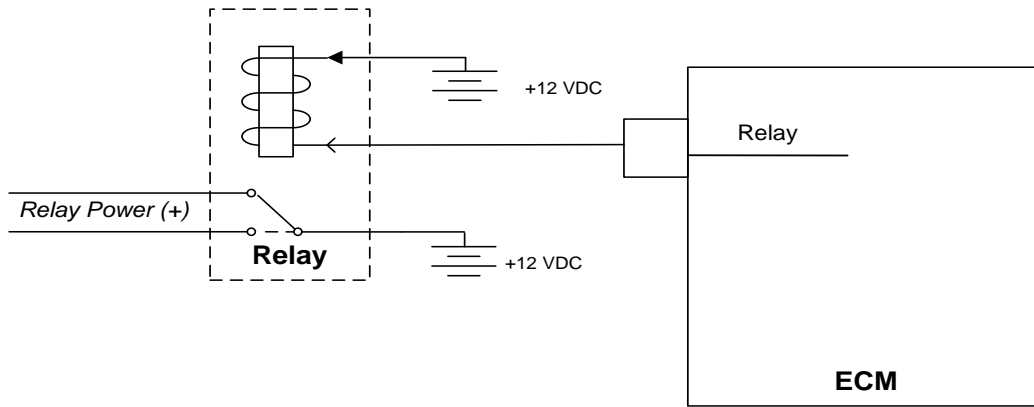 +12 VDC
Relay
Relay Power (+)
Relay
+12 VDC
ECM